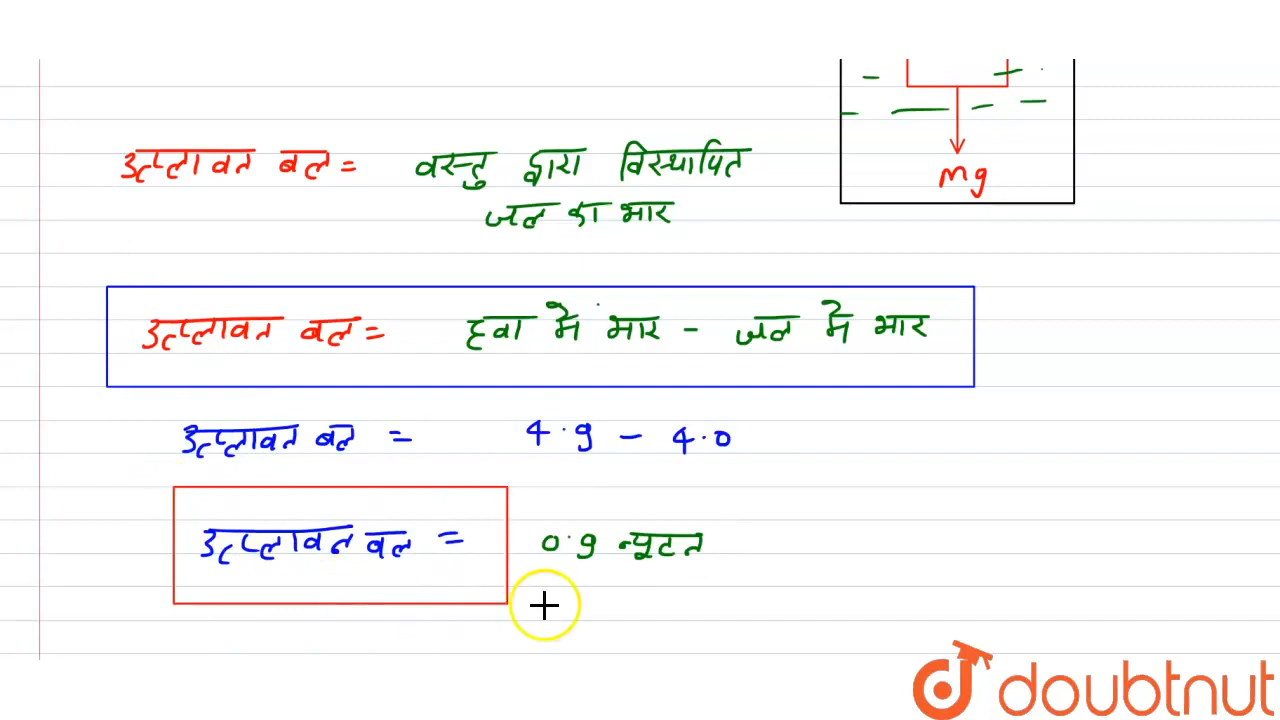 mg
उत्प्लावन बल = वस्तु द्वारा विस्थापित
जल का भार
उत्प्लावन बल = हवा में भार - जल में भार
उत्प्लावन बल = 4.9 - 4.0
उत्प्लावन बल = 0.9 न्यूटन
doubtnut